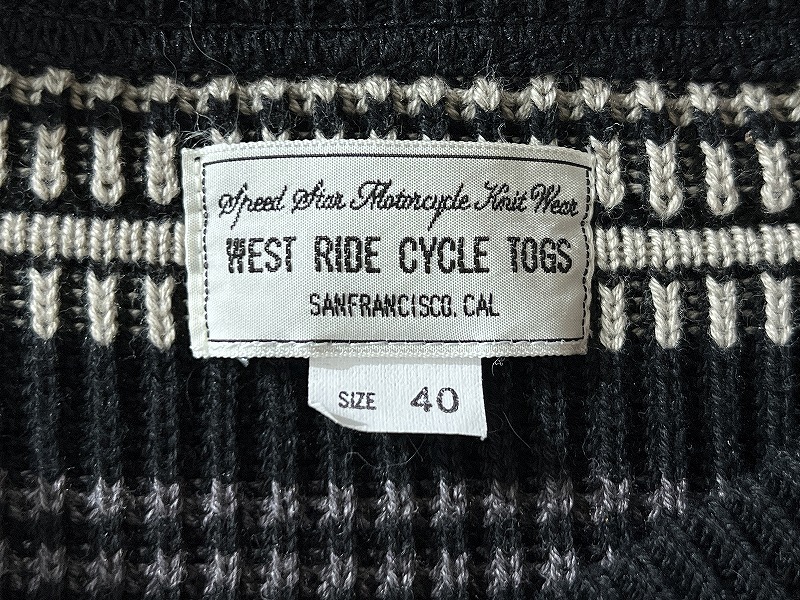 Speed Star Motorcycle Knit Wear
WEST RIDE CYCLE TOGS
SANFRANCISCO. CAL
SIZE 40